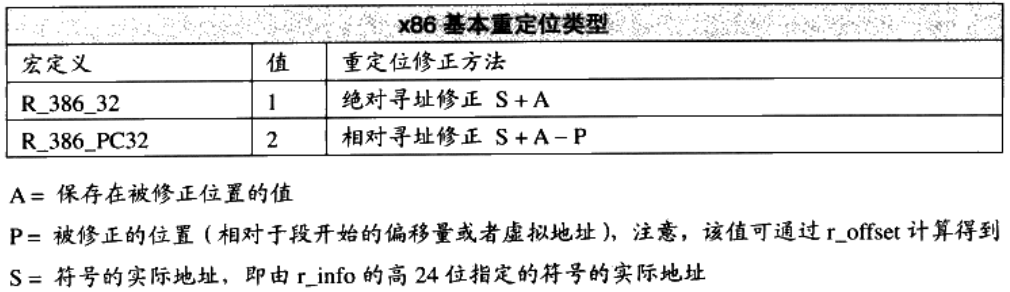 x86 基本重定位类型
宏定义 值 重定位修正方法
R_386_32 1 绝对寻址修正 S + A
R_386_PC32 2 相对寻址修正 S + A – P
A = 保存在被修正位置的值
P = 被修正的位置（相对于段开始的偏移量或者虚拟地址），注意，该值可通过 r_offset 计算得到
S = 符号的实际地址，即由 r_info 的高 24 位指定的符号的实际地址